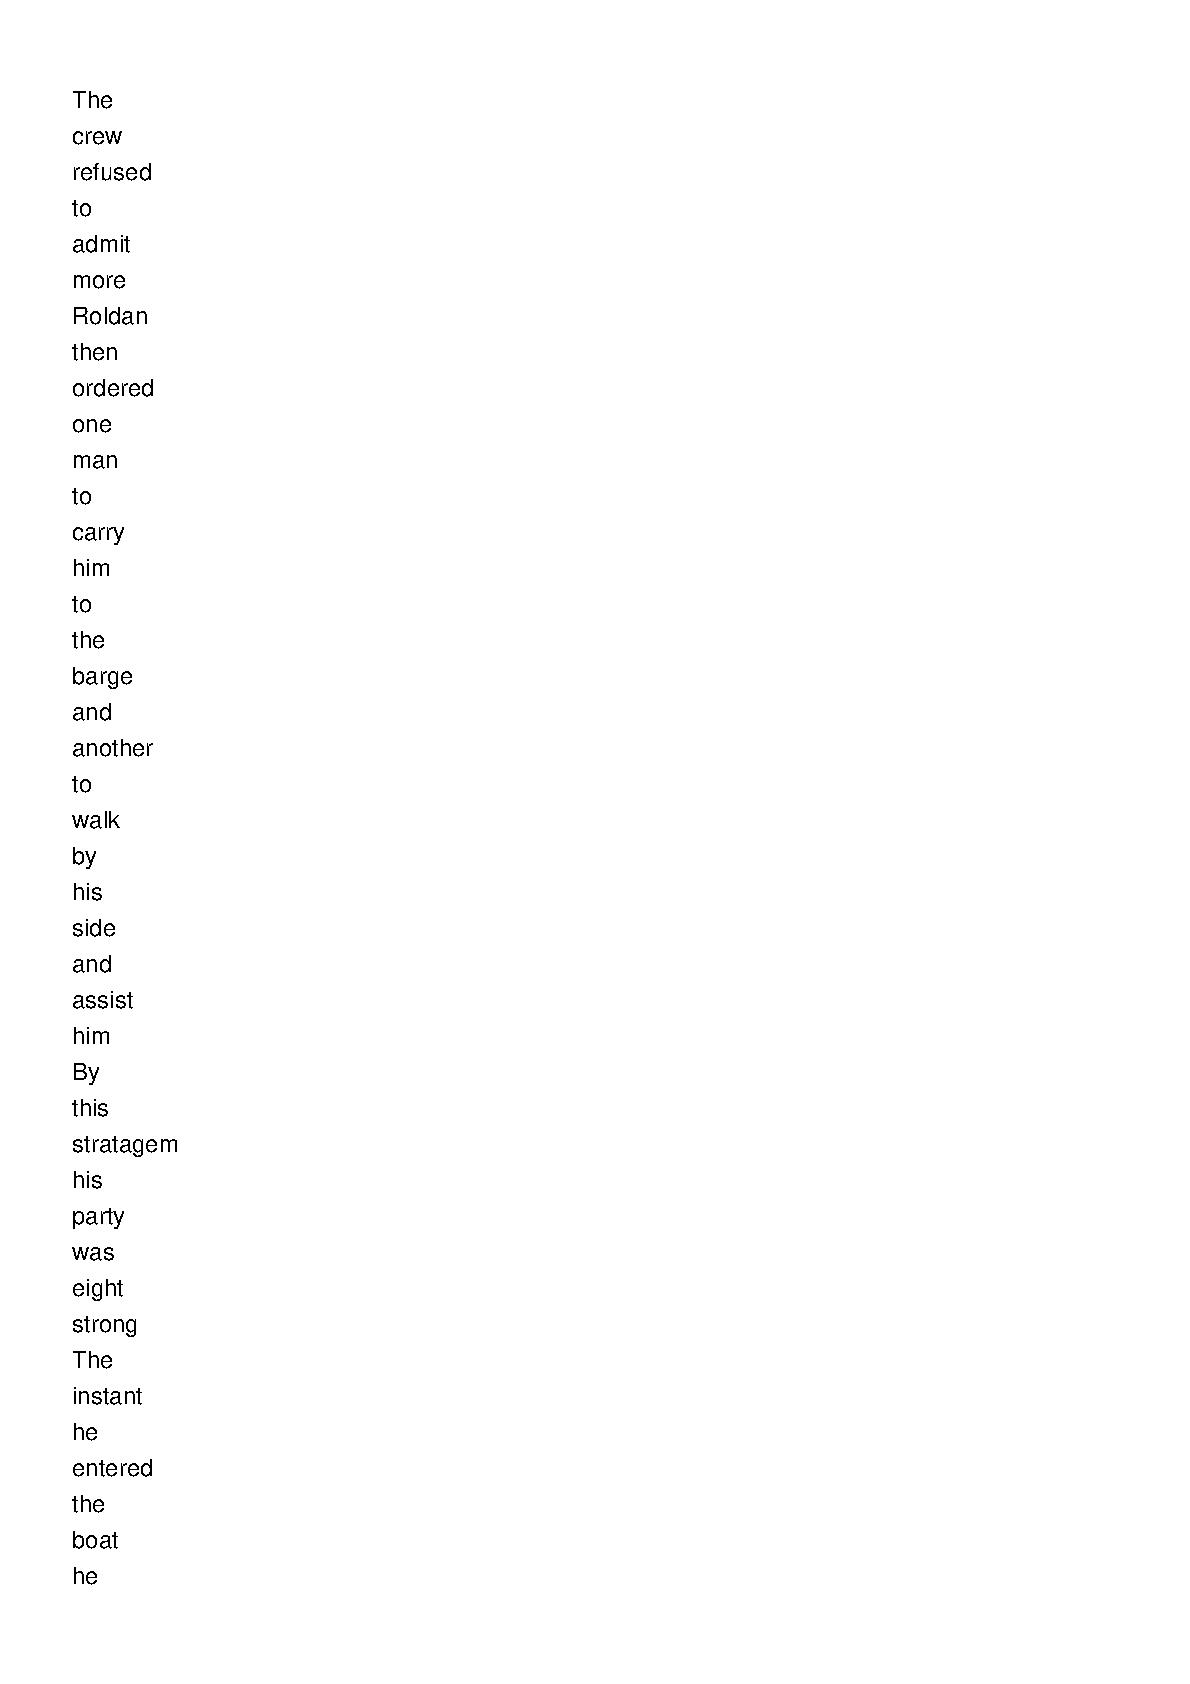 The
crew
refused
to
admit
more
Roldan
then
ordered
one
man
to
carry
him
to
the
barge
and
another
to
walk
by
his
side
and
assist
him
By
this
stratagem
his
party
was
eight
strong
The
instant
he
entered
the
boat
he